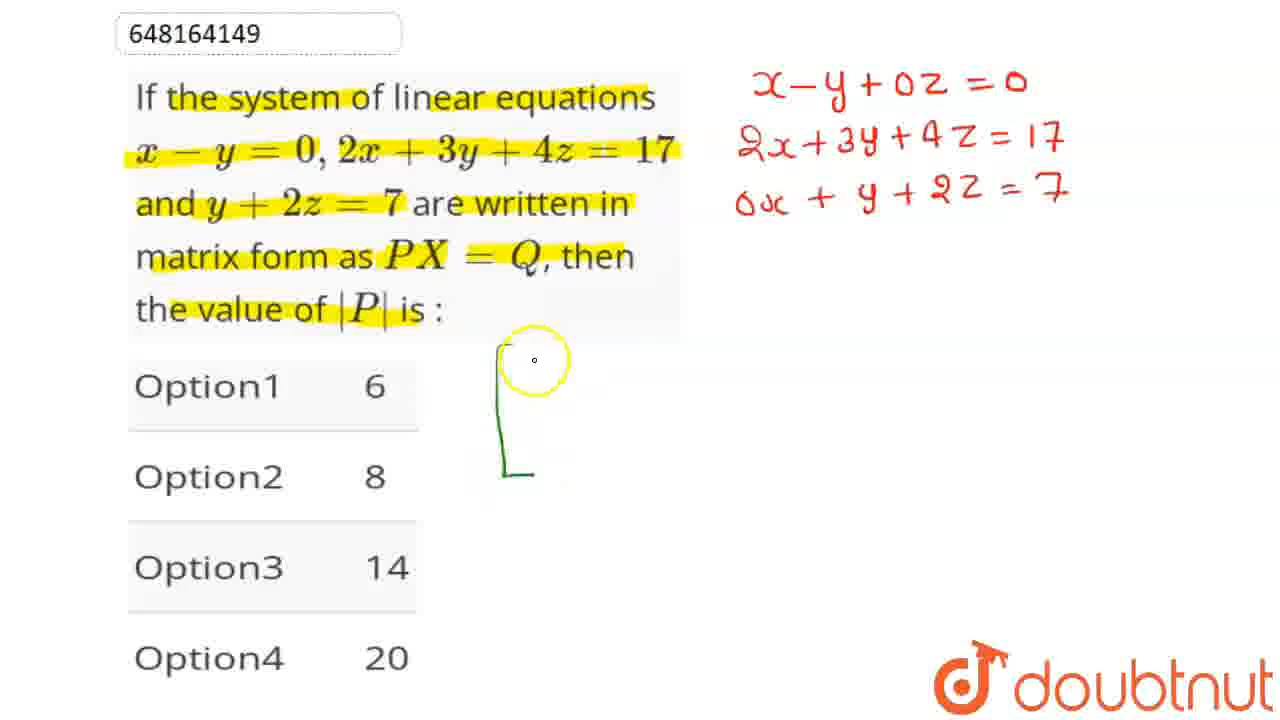 648164149
If the system of linear equations
x − y = 0, 2x + 3y + 4z = 17
and y + 2z = 7 are written in
matrix form as PX = Q, then
the value of |P| is :
Option1 6
Option2 8
Option3 14
Option4 20
x − y + 0z = 0
2x + 3y + 4z = 17
0x + y + 2z = 7
doubtnut